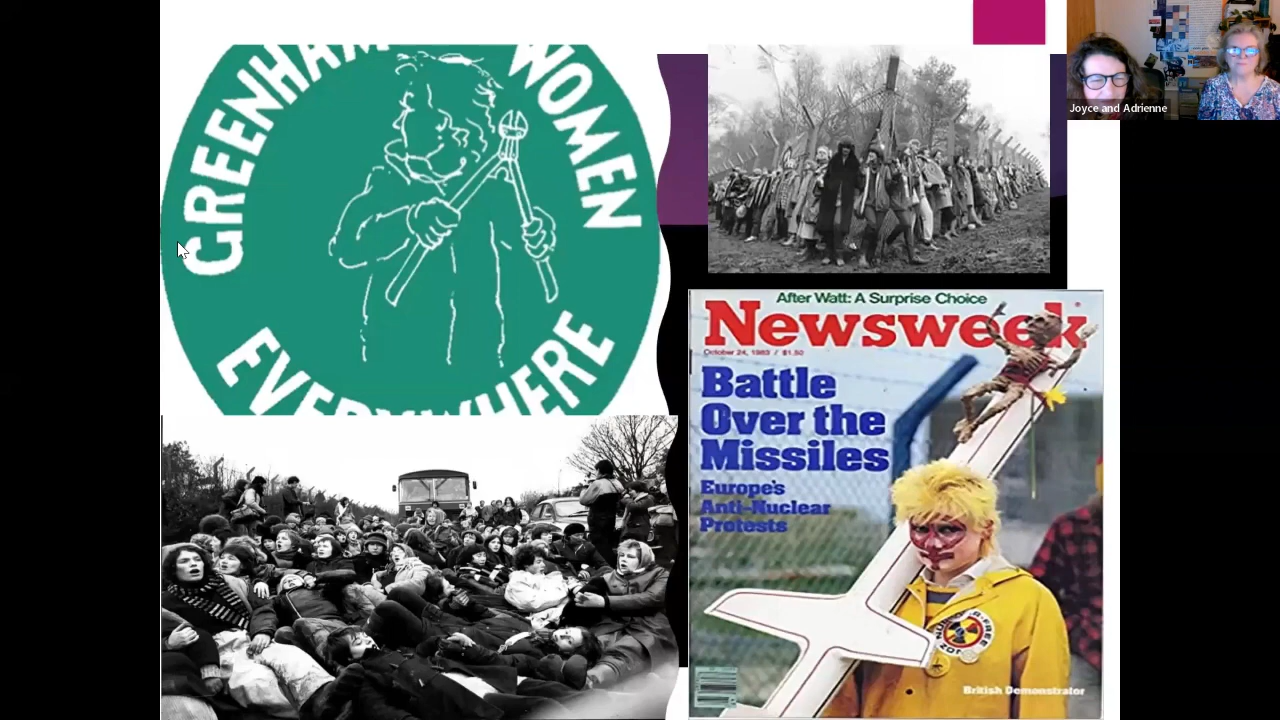 GREENHAM WOMEN
EVERYWHERE
Joyce and Adrienne
After Watt: A Surprise Choice
Newsweek
October 24, 1983 / $1.50
Battle
Over the
Missiles
Europe's
Anti-Nuclear
Protests
British Demonstrator